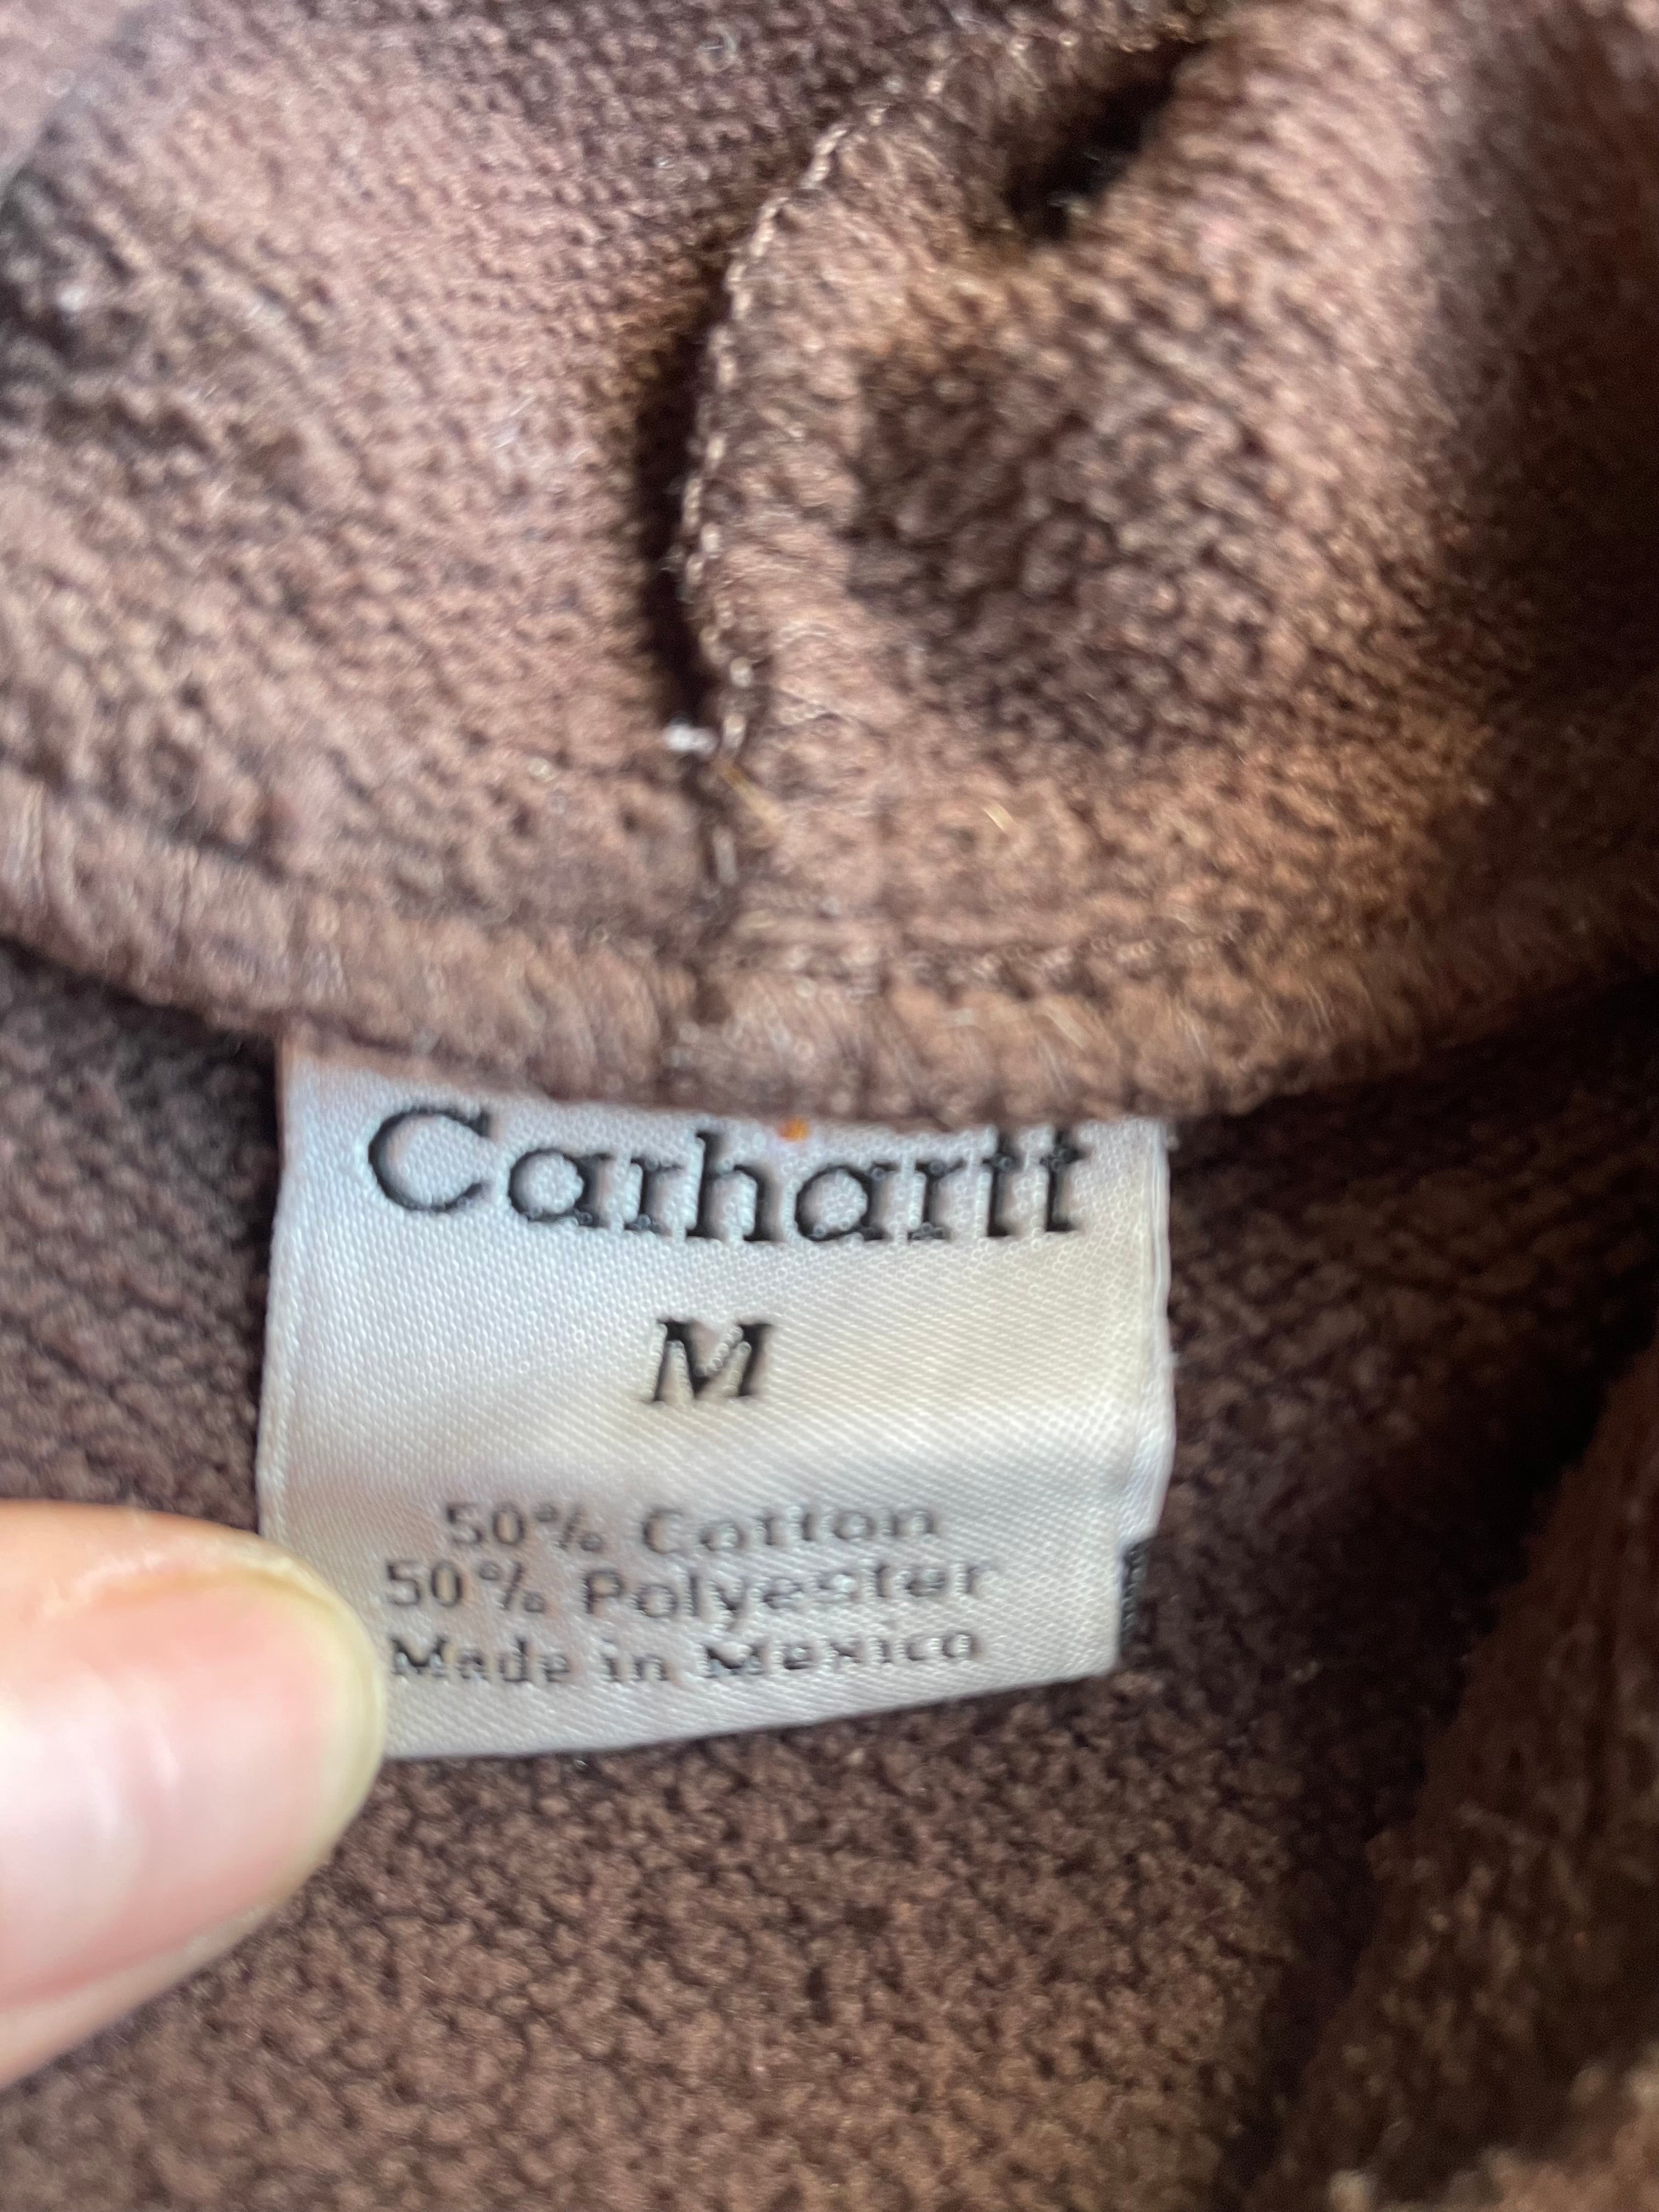 Carhartt
M
50% Cotton
50% Polyester
Made in Mexico